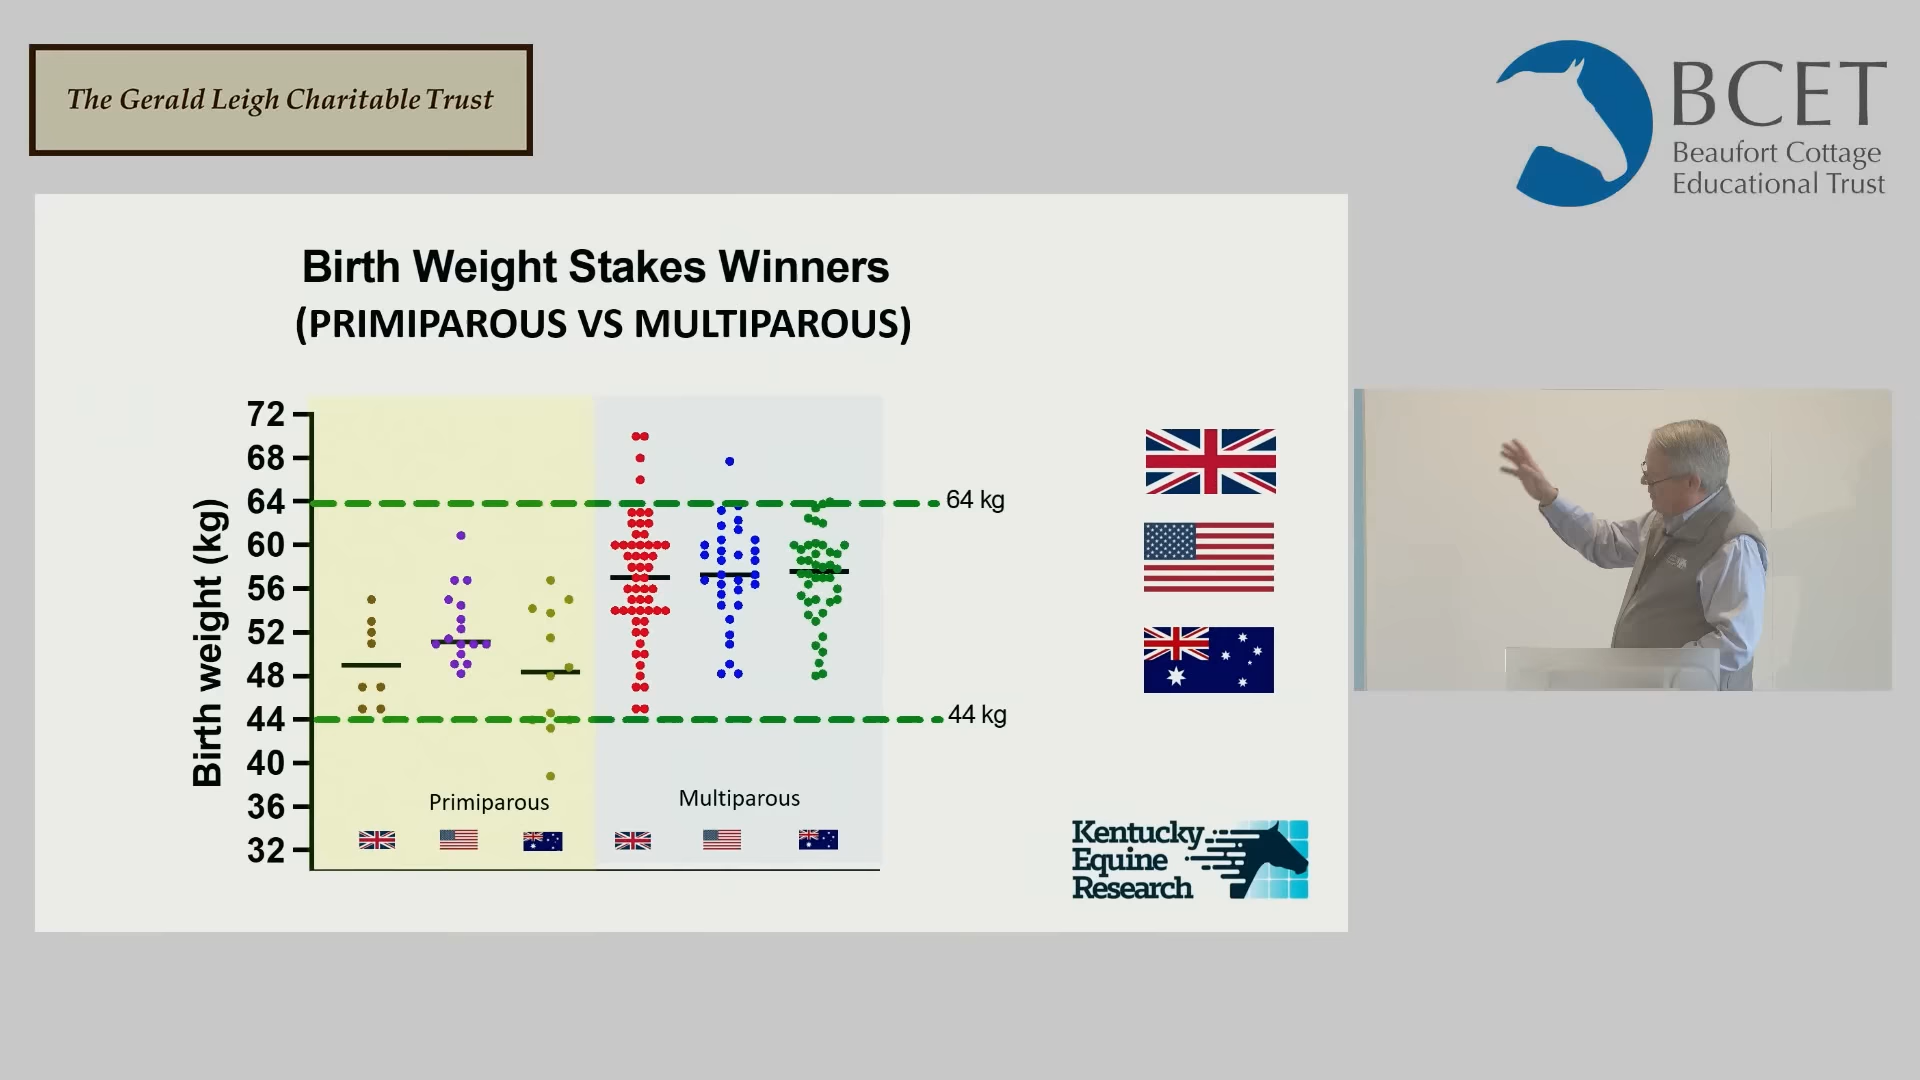 The Gerald Leigh Charitable Trust
BCET
Beaufort Cottage
Educational Trust
Birth Weight Stakes Winners
(PRIMIPAROUS VS MULTIPAROUS)
Birth weight (kg)
72
68
64
60
56
52
48
44
40
36
32
64 kg
44 kg
Primiparous
Multiparous
Kentucky
Equine
Research